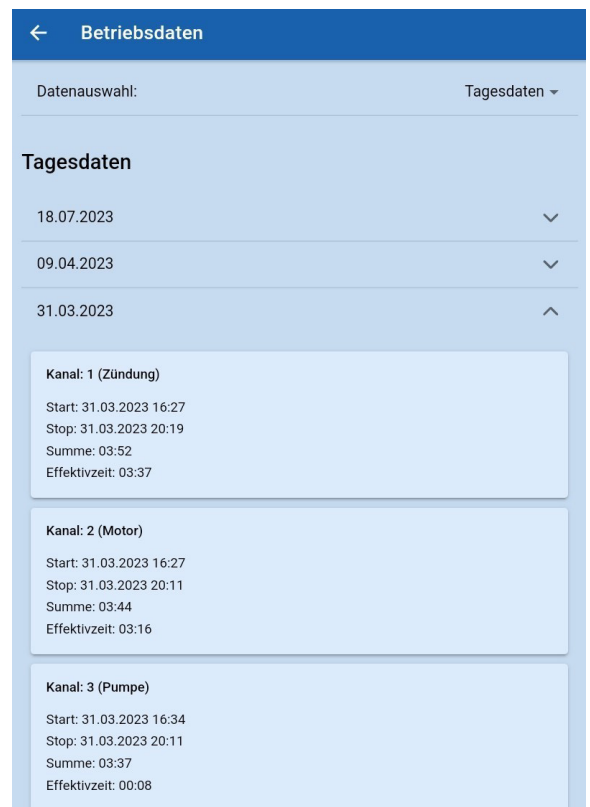 Betriebsdaten
Datenauswahl: Tagesdaten
Tagesdaten
18.07.2023
09.04.2023
31.03.2023
Kanal: 1 (Zündung)
Start: 31.03.2023 16:27
Stop: 31.03.2023 20:19
Summe: 03:52
Effektivzeit: 03:37
Kanal: 2 (Motor)
Start: 31.03.2023 16:27
Stop: 31.03.2023 20:11
Summe: 03:44
Effektivzeit: 03:16
Kanal: 3 (Pumpe)
Start: 31.03.2023 16:34
Stop: 31.03.2023 20:11
Summe: 03:37
Effektivzeit: 00:08